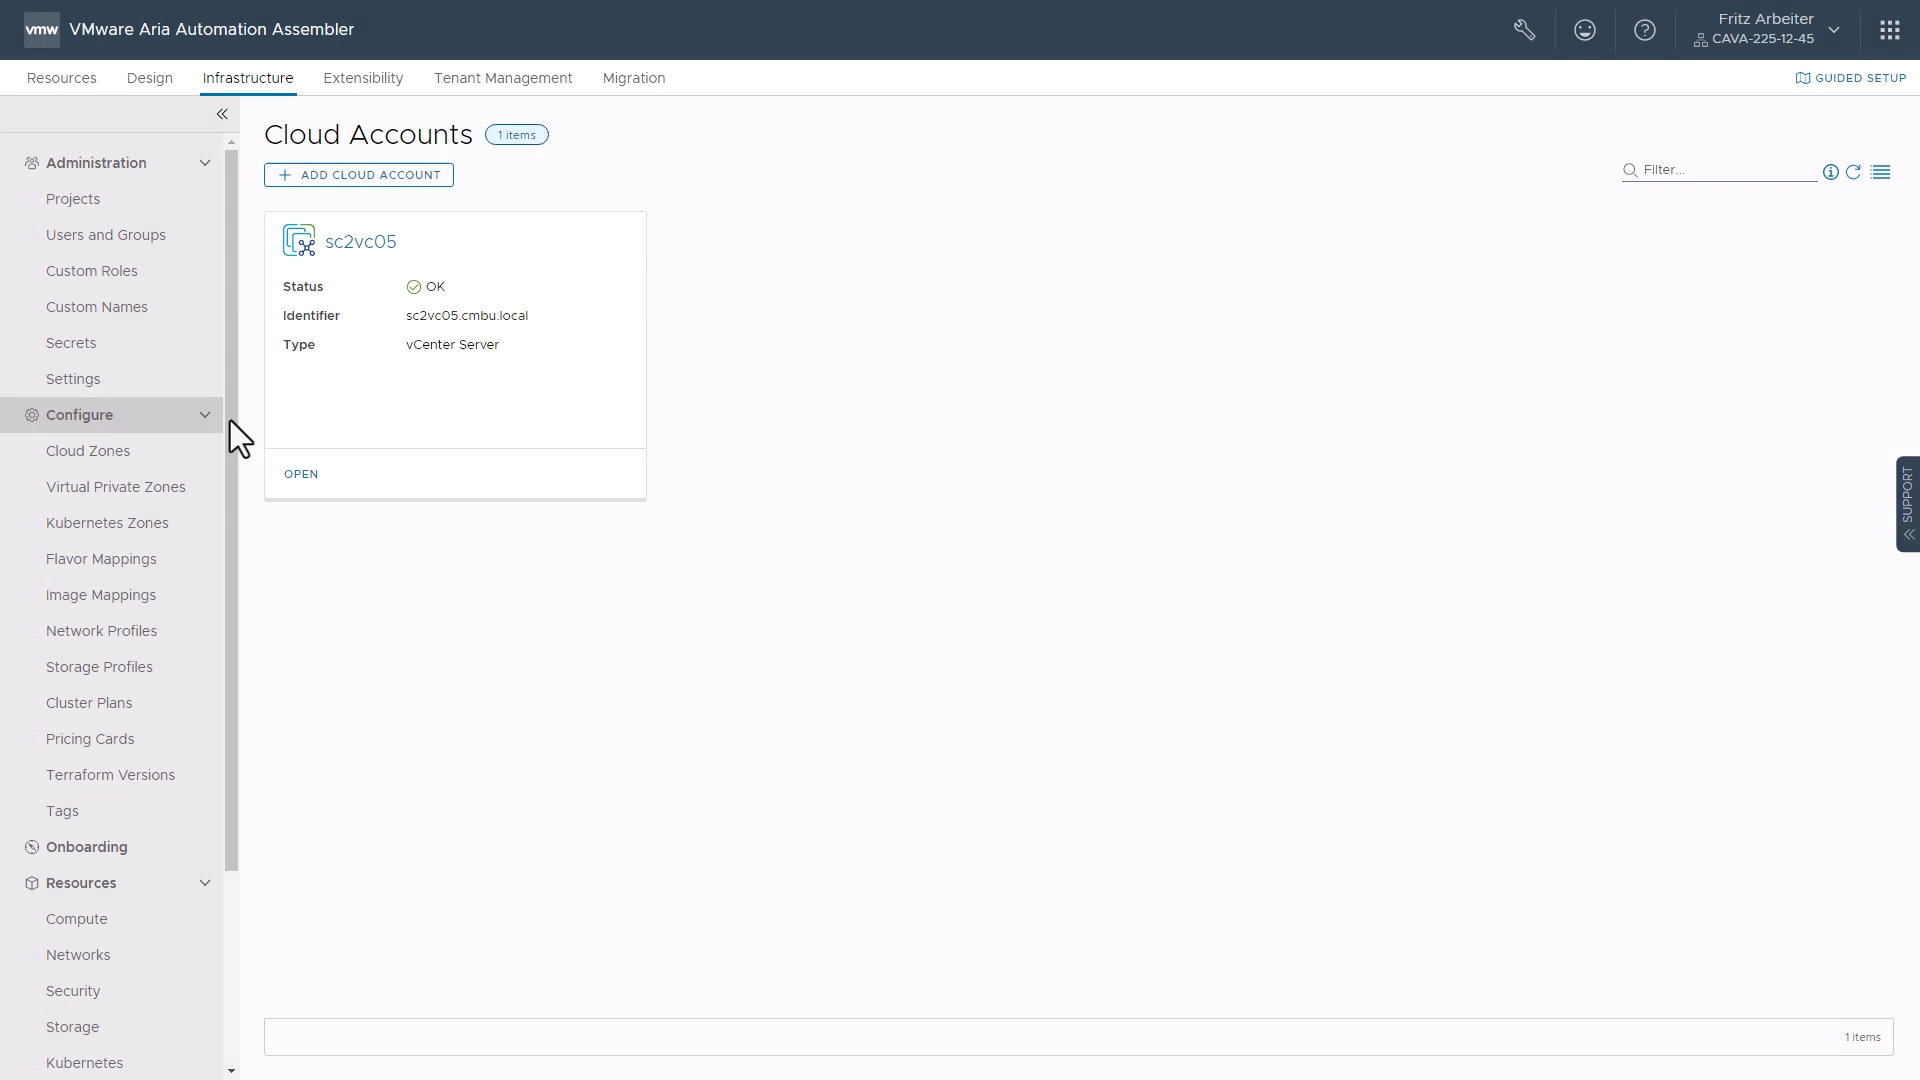 vmw VMware Aria Automation Assembler
Fritz Arbeiter
CAVA-225-12-45
Resources Design Infrastructure Extensibility Tenant Management Migration
GUIDED SETUP
Administration
Projects
Users and Groups
Custom Roles
Custom Names
Secrets
Settings
Configure
Cloud Zones
Virtual Private Zones
Kubernetes Zones
Flavor Mappings
Image Mappings
Network Profiles
Storage Profiles
Cluster Plans
Pricing Cards
Terraform Versions
Tags
Onboarding
Resources
Compute
Networks
Security
Storage
Kubernetes
Cloud Accounts 1 items
+ ADD CLOUD ACCOUNT
Filter...
sc2vc05
Status OK
Identifier sc2vc05.cmbu.local
Type vCenter Server
OPEN
SUPPORT
1 items